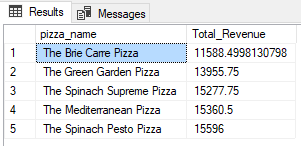 Results Messages
pizza_name Total_Revenue
1 The Brie Carre Pizza 11588.4998130798
2 The Green Garden Pizza 13955.75
3 The Spinach Supreme Pizza 15277.75
4 The Mediterranean Pizza 15360.5
5 The Spinach Pesto Pizza 15596